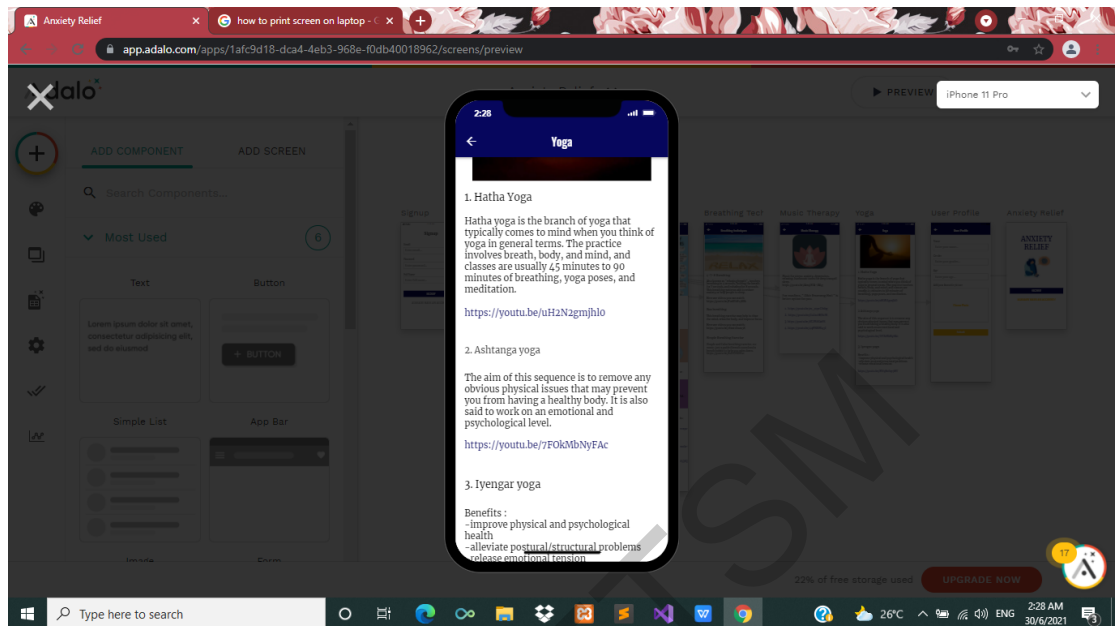 Anxiety Relief
how to print screen on laptop - G
app.adalo.com/apps/1afc9d18-dca4-4eb3-968e-f0db40018962/screens/preview
PREVIEW
iPhone 11 Pro
ADD COMPONENT
ADD SCREEN
Search Components...
Most Used
6
Text
Button
Lorem ipsum dolor sit amet,
consectetur adipiscing elit,
sed do eiusmod
+ BUTTON
Simple List
App Bar
Image
Form
2:28
Yoga
1. Hatha Yoga
Hatha yoga is the branch of yoga that
typically comes to mind when you think of
yoga in general terms. The practice
involves breath, body, and mind, and
classes are usually 45 minutes to 90
minutes of breathing, yoga poses, and
meditation.
https://youtu.be/uH2N2gmjhl0
2. Ashtanga yoga
The aim of this sequence is to remove any
obvious physical issues that may prevent
you from having a healthy body. It is also
said to work on an emotional and
psychological level.
https://youtu.be/7FOkMbNyFAc
3. Iyengar yoga
Benefits :
-improve physical and psychological
health
-alleviate postural/structural problems
-release emotional tension
Signup
Breathing Tech
Music Therapy
Yoga
User Profile
Anxiety Relief
ANXIETY
RELIEF
22% of free storage used
UPGRADE NOW
17
TSM
Type here to search
26°C
ENG
2:28 AM
30/6/2021
3